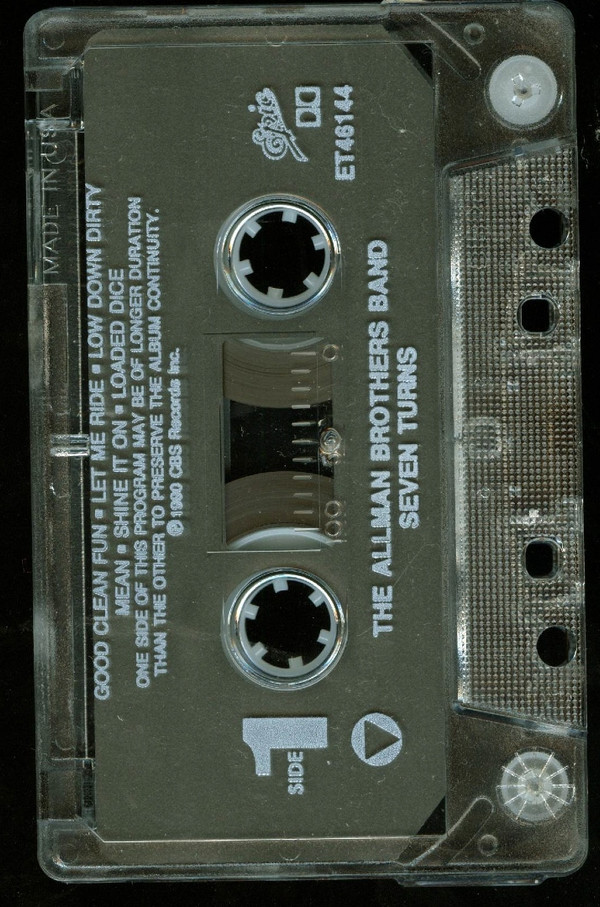 MADE IN USA
GOOD CLEAN FUN ▪ LET ME RIDE ▪ LOW DOWN DIRTY
MEAN ▪ SHINE IT ON ▪ LOADED DICE
ONE SIDE OF THIS PROGRAM MAY BE OF LONGER DURATION
THAN THE OTHER TO PRESERVE THE ALBUM CONTINUITY.
℗ 1990 CBS Records Inc.
SIDE 1
100 0
Epic
ET46144
THE ALLMAN BROTHERS BAND
SEVEN TURNS